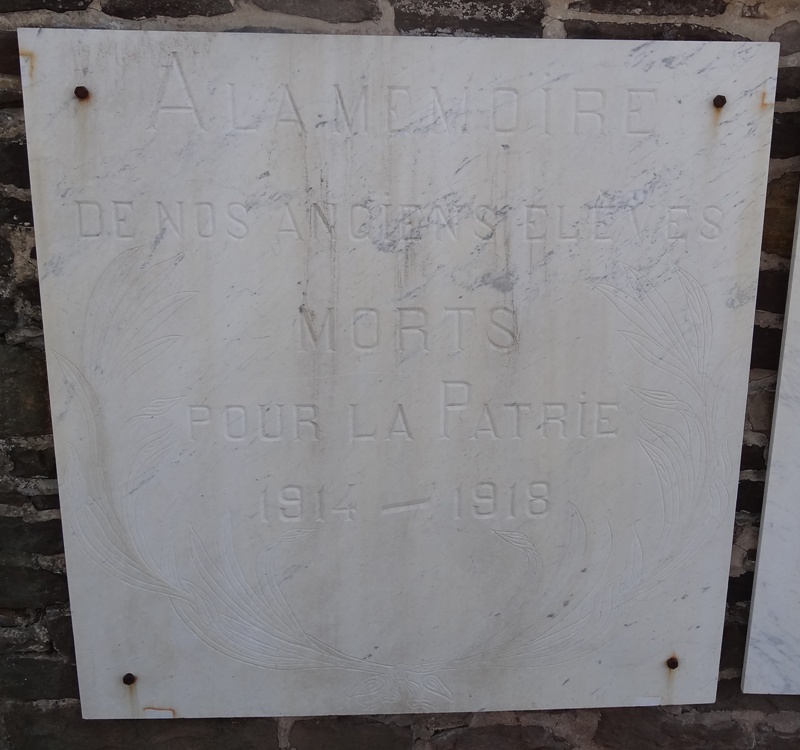 A LA MEMOIRE
DE NOS ANCIENS ELEVES
MORTS
POUR LA PATRIE
1914 — 1918